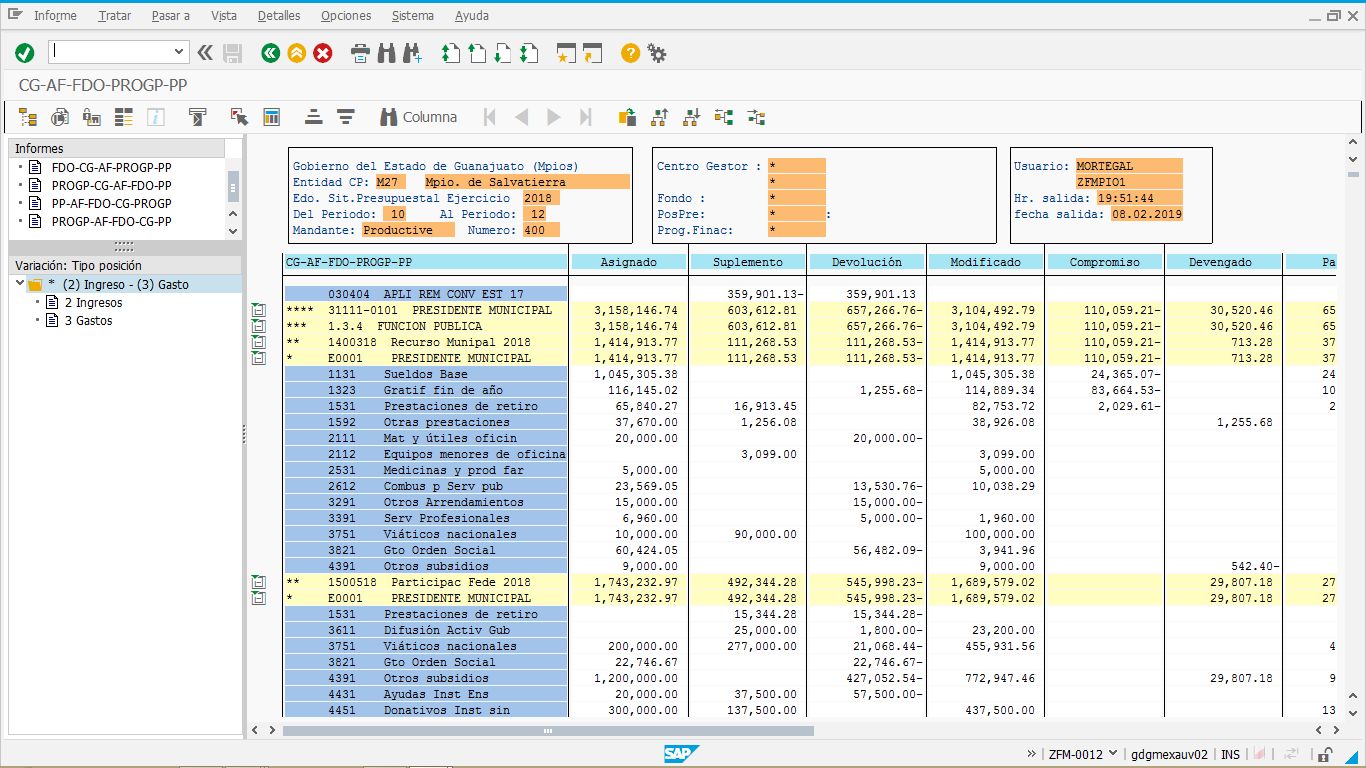 Informe Tratar Pasar a Vista Detalles Opciones Sistema Ayuda
CG-AF-FDO-PROGP-PP
Columna
Informes
FDO-CG-AF-PROGP-PP
PROGP-CG-AF-FDO-PP
PP-AF-FDO-CG-PROGP
PROGP-AF-FDO-CG-PP
Variación: Tipo posición
* (2) Ingreso - (3) Gasto
2 Ingresos
3 Gastos
Gobierno del Estado de Guanajuato (Mpios)
Entidad CP: M27 Mpio. de Salvatierra
Edo. Sit.Presupuestal Ejercicio 2018
Del Periodo: 10 Al Periodo: 12
Mandante: Productive Numero: 400
Centro Gestor : *
*
Fondo : *
PosPre: * :
Prog.Finac: *
Usuario: MORTEGAL
ZFMPIO1
Hr. salida: 19:51:44
fecha salida: 08.02.2019
CG-AF-FDO-PROGP-PP Asignado Suplemento Devolución Modificado Compromiso Devengado Pa
030404 APLI REM CONV EST 17 359,901.13- 359,901.13
**** 31111-0101 PRESIDENTE MUNICIPAL 3,158,146.74 603,612.81 657,266.76- 3,104,492.79 110,059.21- 30,520.46 65
*** 1.3.4 FUNCION PUBLICA 3,158,146.74 603,612.81 657,266.76- 3,104,492.79 110,059.21- 30,520.46 65
** 1400318 Recurso Munipal 2018 1,414,913.77 111,268.53 111,268.53- 1,414,913.77 110,059.21- 713.28 37
* E0001 PRESIDENTE MUNICIPAL 1,414,913.77 111,268.53 111,268.53- 1,414,913.77 110,059.21- 713.28 37
1131 Sueldos Base 1,045,305.38 1,045,305.38 24,365.07- 24
1323 Gratif fin de año 116,145.02 1,255.68- 114,889.34 83,664.53- 10
1531 Prestaciones de retiro 65,840.27 16,913.45 82,753.72 2,029.61- 2
1592 Otras prestaciones 37,670.00 1,256.08 38,926.08 1,255.68
2111 Mat y útiles oficin 20,000.00 20,000.00-
2112 Equipos menores de oficina 3,099.00 3,099.00
2531 Medicinas y prod far 5,000.00 5,000.00
2612 Combus p Serv pub 23,569.05 13,530.76- 10,038.29
3291 Otros Arrendamientos 15,000.00 15,000.00-
3391 Serv Profesionales 6,960.00 5,000.00- 1,960.00
3751 Viáticos nacionales 10,000.00 90,000.00 100,000.00
3821 Gto Orden Social 60,424.05 56,482.09- 3,941.96
4391 Otros subsidios 9,000.00 9,000.00 542.40-
** 1500518 Participac Fede 2018 1,743,232.97 492,344.28 545,998.23- 1,689,579.02 29,807.18 27
* E0001 PRESIDENTE MUNICIPAL 1,743,232.97 492,344.28 545,998.23- 1,689,579.02 29,807.18 27
1531 Prestaciones de retiro 15,344.28 15,344.28-
3611 Difusión Activ Gub 25,000.00 1,800.00- 23,200.00
3751 Viáticos nacionales 200,000.00 277,000.00 21,068.44- 455,931.56 4
3821 Gto Orden Social 22,746.67 22,746.67-
4391 Otros subsidios 1,200,000.00 427,052.54- 772,947.46 29,807.18 9
4431 Ayudas Inst Ens 20,000.00 37,500.00 57,500.00-
4451 Donativos Inst sin 300,000.00 137,500.00 437,500.00 13
SAP
ZFM-0012 gdgmexauv02 INS